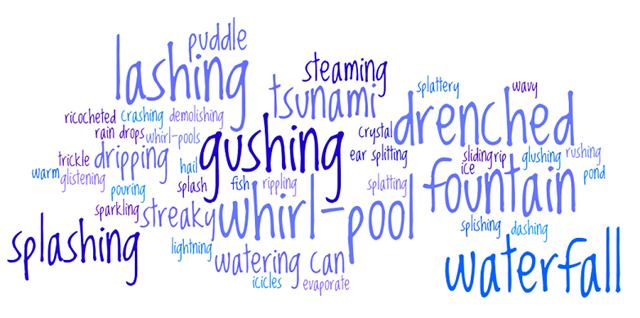 puddle
lashing
steaming
tsunami
splattery
wavy
drenched
ricocheted crashing demolishing
rain drops whirl-pools
gushing
crystal
ear splitting
trickle dripping
hail
sliding rip
ice
glushing rushing
warm glistening
pouring
splash
fish rippling
splatting
fountain
pond
sparkling streaky
whirl-pool
splishing dashing
splashing
lightning
watering can
waterfall
icicles evaporate